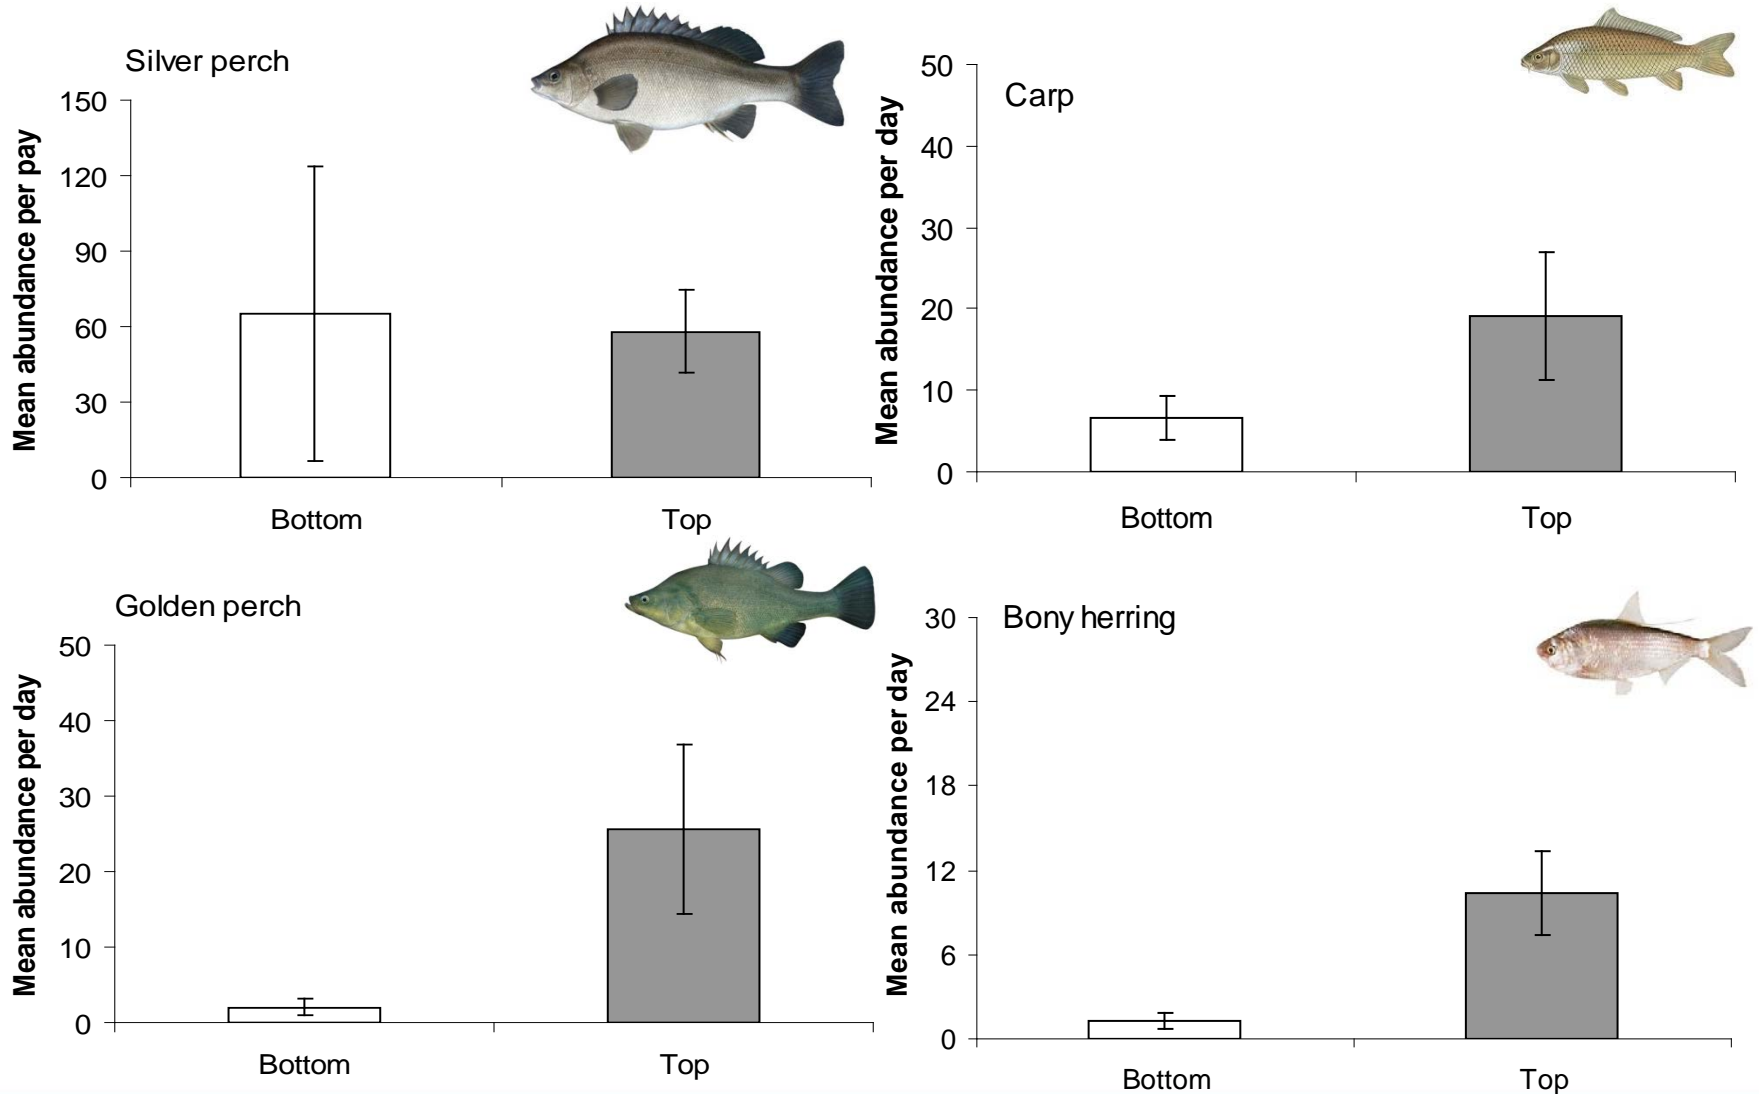 Silver perch
Mean abundance per pay
150
120
90
60
30
0
Bottom
Top
Carp
Mean abundance per day
50
40
30
20
10
0
Bottom
Top
Golden perch
Mean abundance per day
50
40
30
20
10
0
Bottom
Top
Bony herring
Mean abundance per day
30
24
18
12
6
0
Bottom
Top